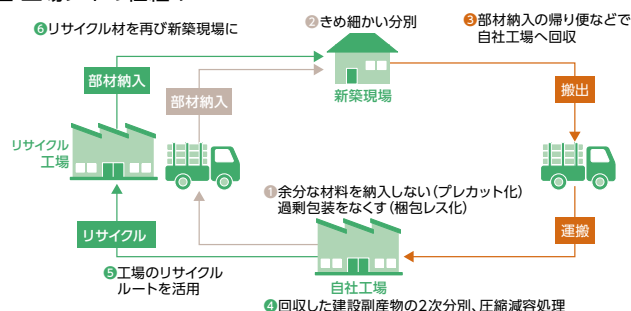 ❻リサイクル材を再び新築現場に
❷きめ細かい分別
❸部材納入の帰り便などで
自社工場へ回収
部材納入
部材納入
新築現場
搬出
リサイクル
工場
❶余分な材料を納入しない(プレカット化)
過剰包装をなくす(梱包レス化)
リサイクル
運搬
❺工場のリサイクル
ルートを活用
自社工場
❹回収した建設副産物の2次分別、圧縮減容処理